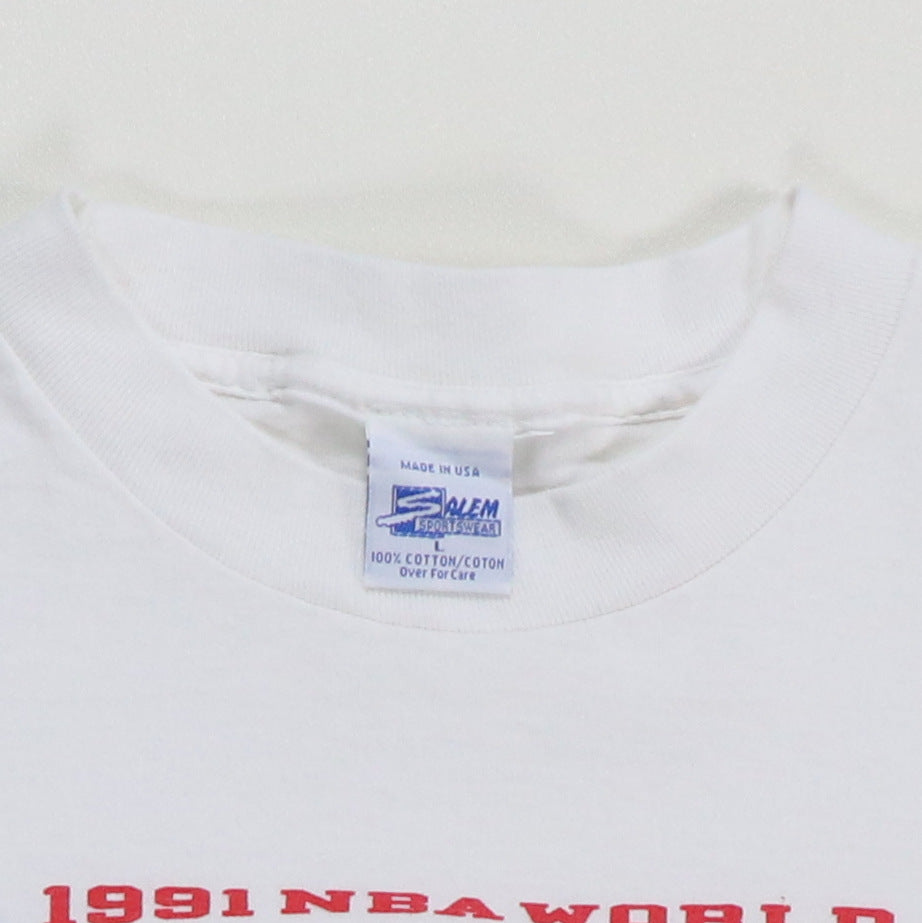 MADE IN USA
SALEM
SPORTSWEAR
L
100% COTTON/COTON
Over For Care
1991 NBA WORLD